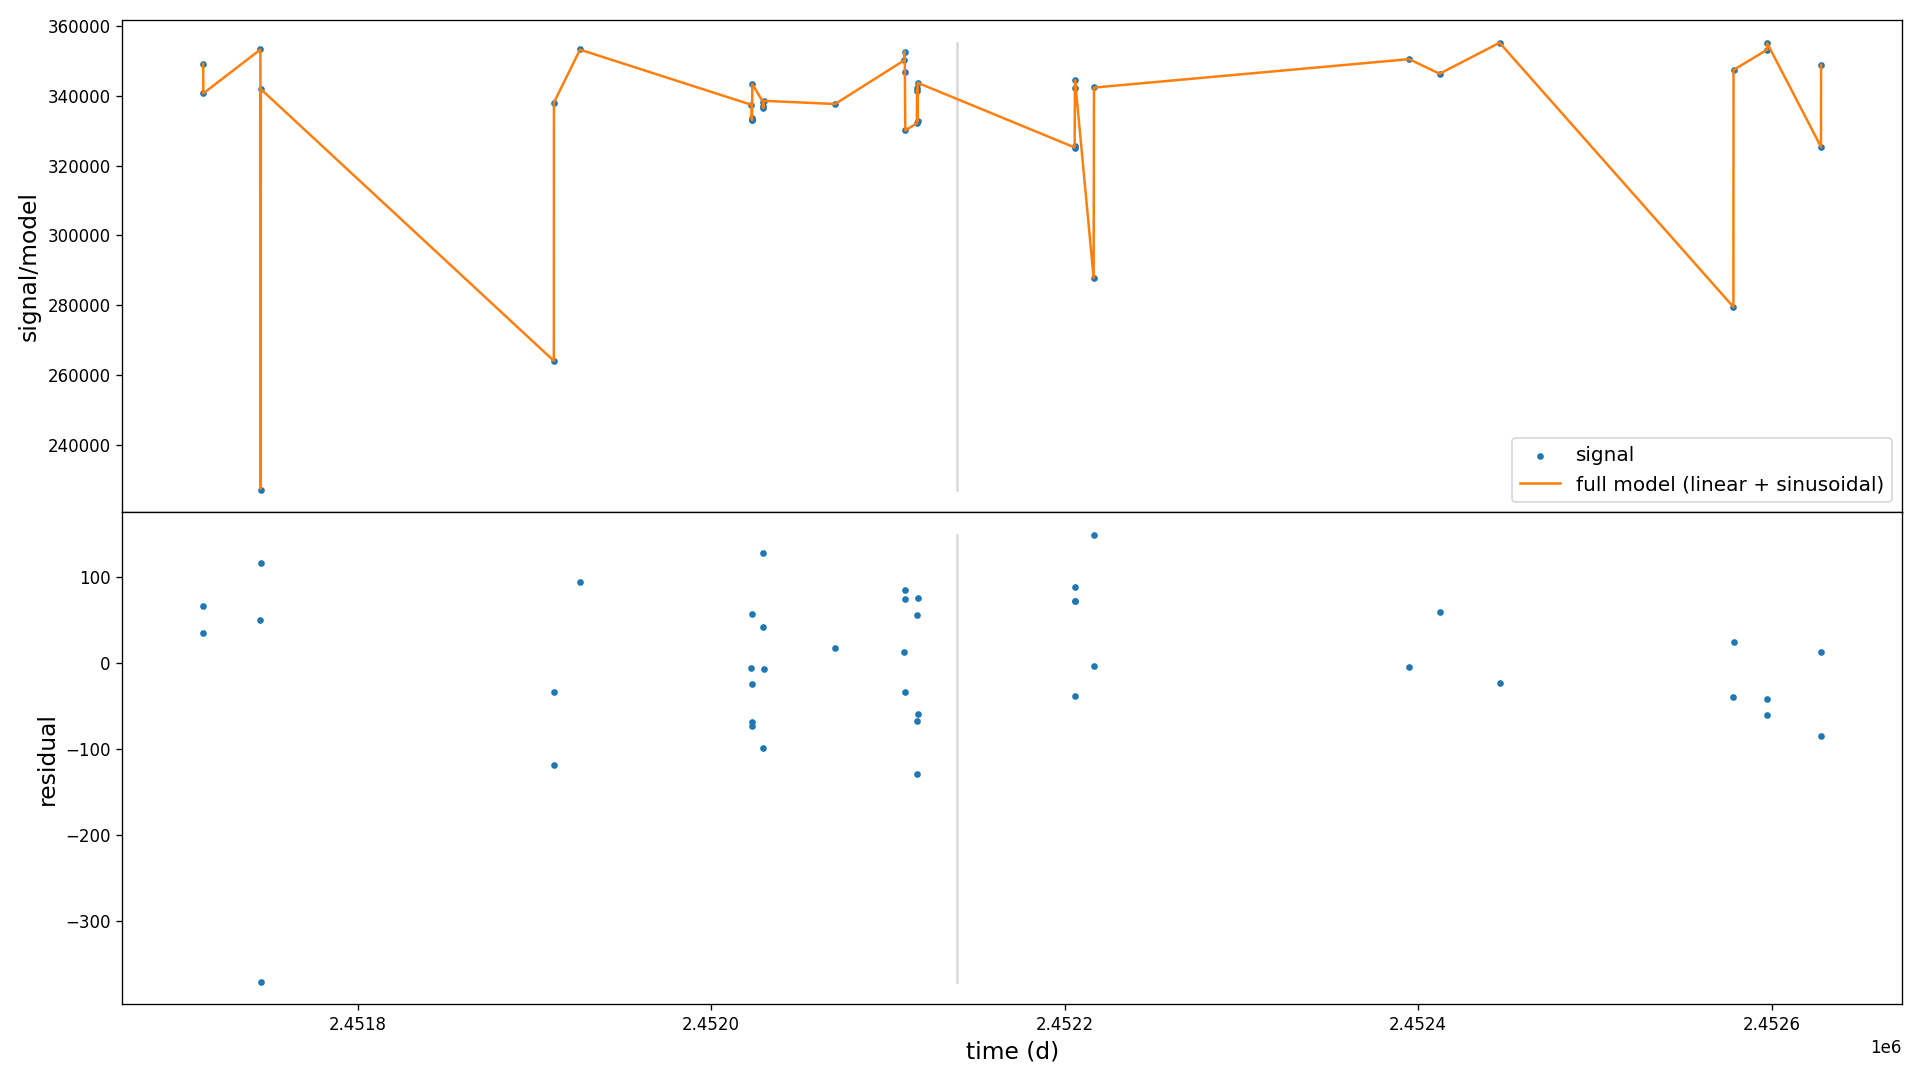 360000
340000
320000
300000
280000
260000
240000
signal/model
signal
full model (linear + sinusoidal)
100
0
−100
−200
−300
residual
2.4518
2.4520
2.4522
2.4524
2.4526
time (d)
1e6